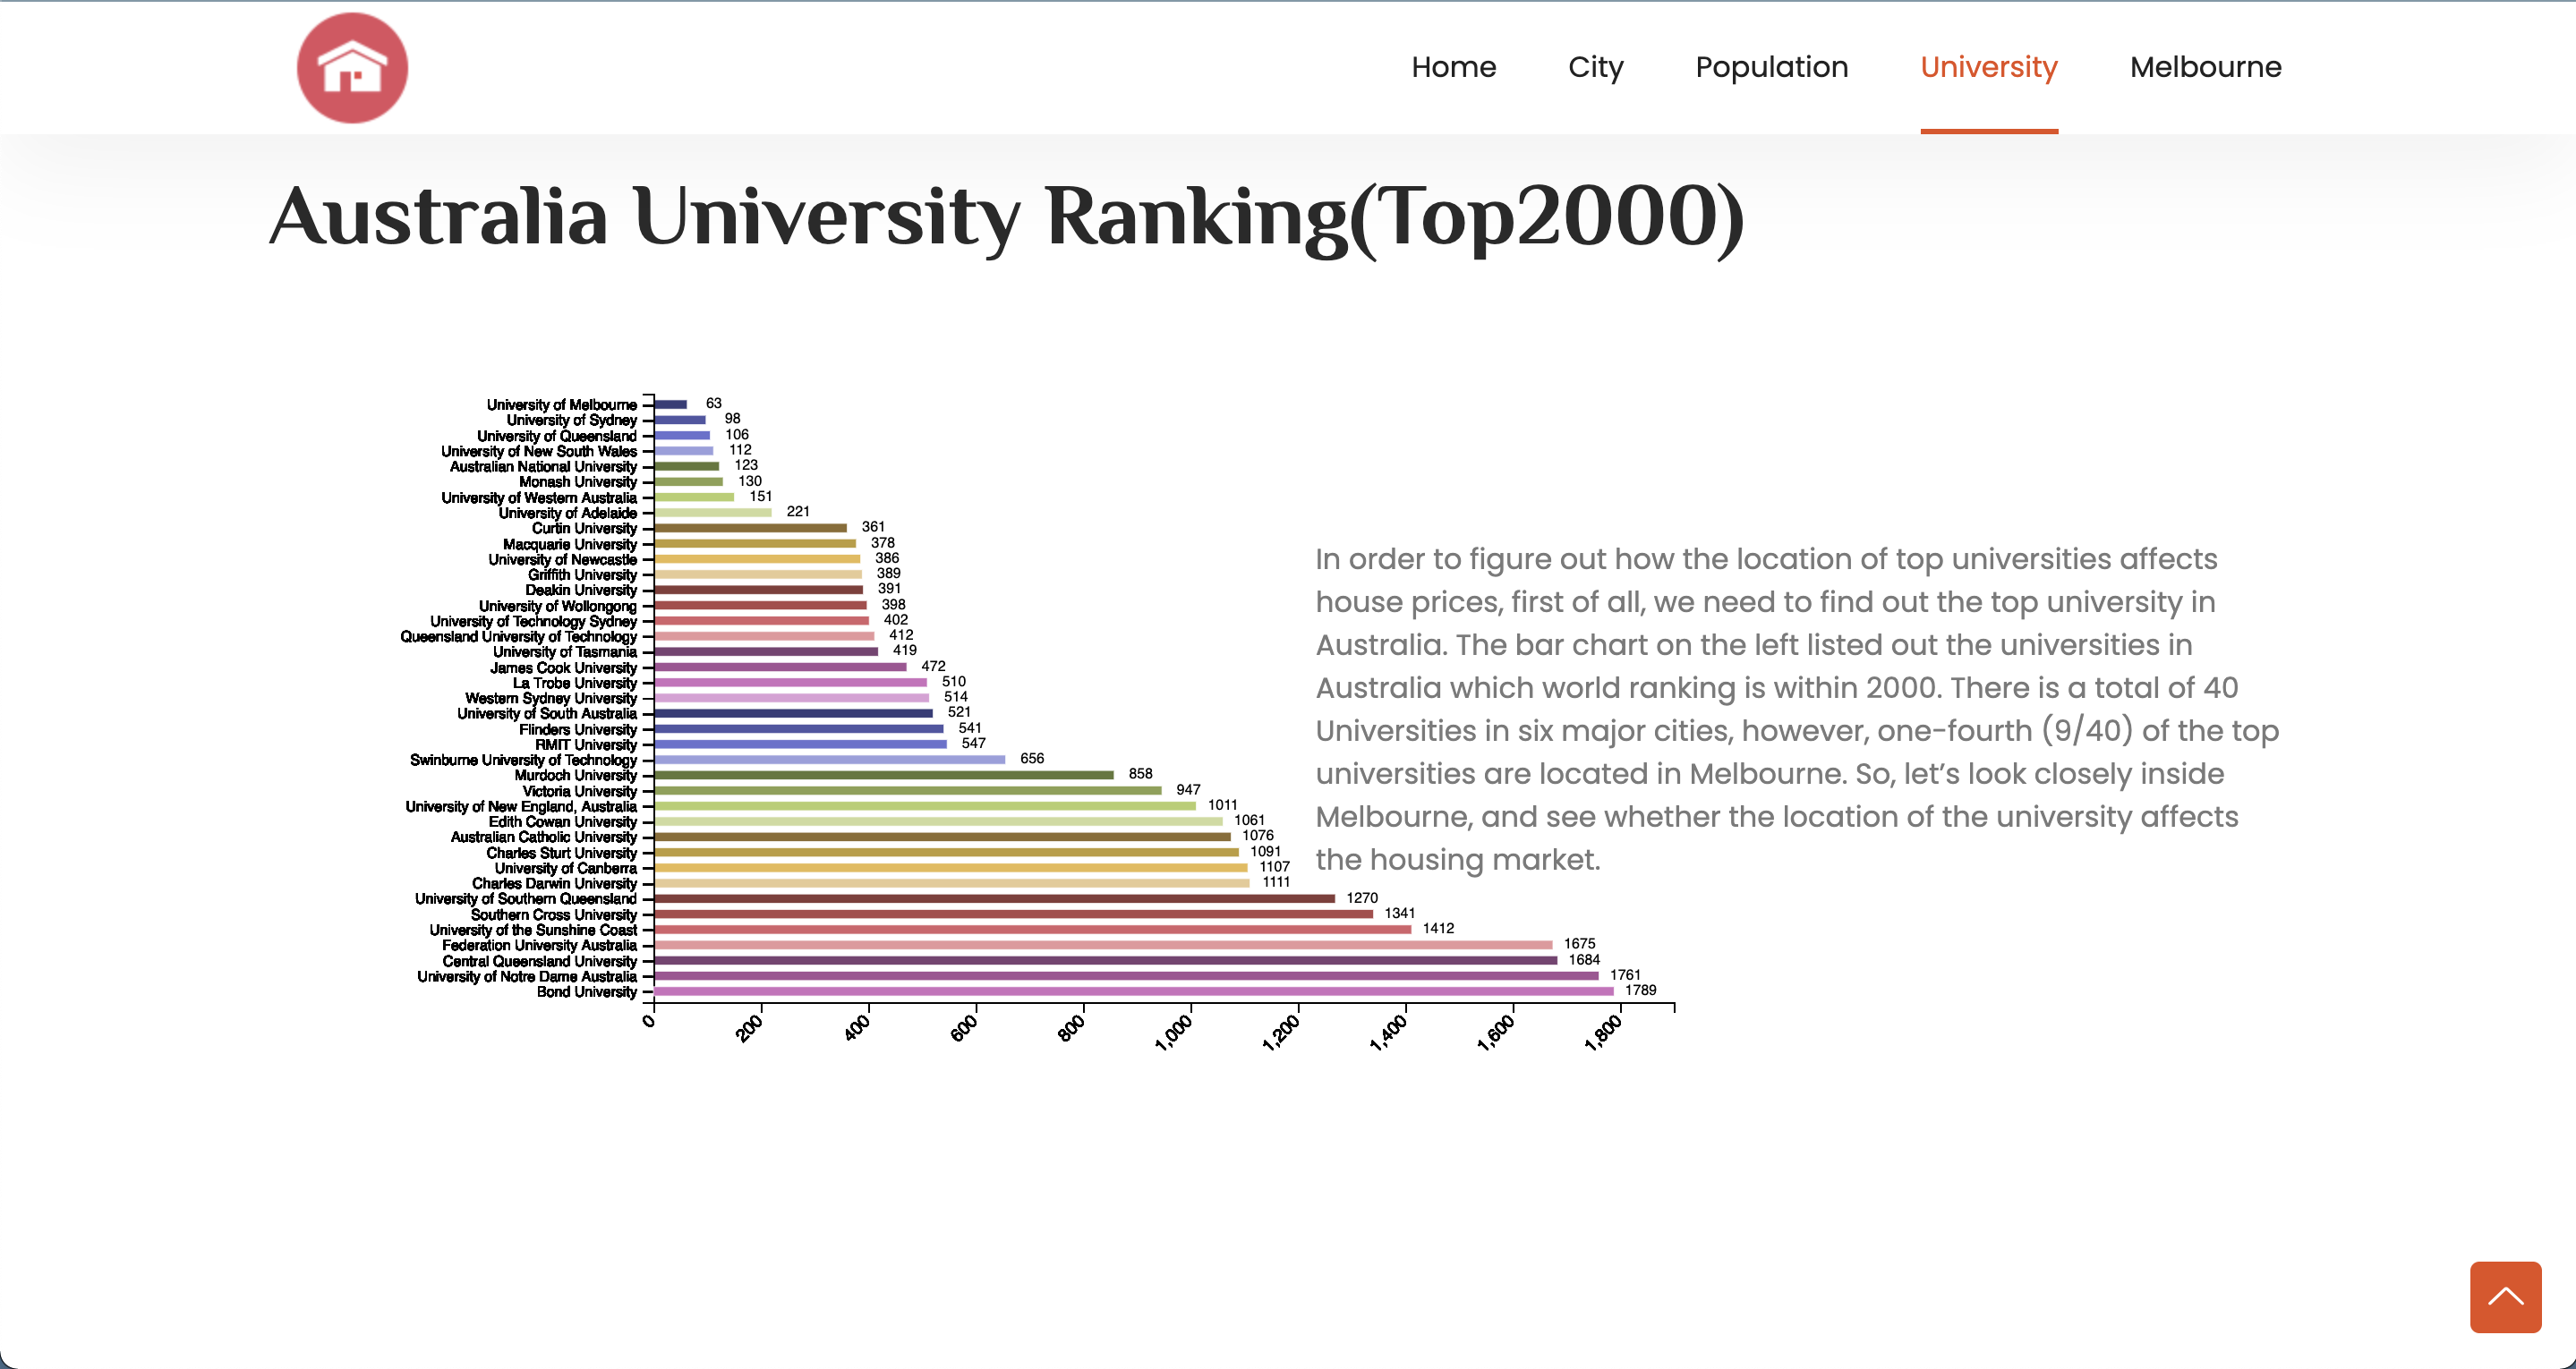 Home City Population University Melbourne
Australia University Ranking(Top2000)
University of Melbourne 63
University of Sydney 98
University of Queensland 106
University of New South Wales 112
Australian National University 123
Monash University 130
University of Western Australia 151
University of Adelaide 221
Curtin University 361
Macquarie University 378
University of Newcastle 386
Griffith University 389
Deakin University 391
University of Wollongong 398
University of Technology Sydney 402
Queensland University of Technology 412
University of Tasmania 419
James Cook University 472
La Trobe University 510
Western Sydney University 514
University of South Australia 521
Flinders University 541
RMIT University 547
Swinburne University of Technology 656
Murdoch University 858
Victoria University 947
University of New England, Australia 1011
Edith Cowan University 1061
Australian Catholic University 1076
Charles Sturt University 1091
University of Canberra 1107
Charles Darwin University 1111
University of Southern Queensland 1270
Southern Cross University 1341
University of the Sunshine Coast 1412
Federation University Australia 1675
Central Queensland University 1684
University of Notre Dame Australia 1761
Bond University 1789
0 200 400 600 800 1,000 1,200 1,400 1,600 1,800
In order to figure out how the location of top universities affects
house prices, first of all, we need to find out the top university in
Australia. The bar chart on the left listed out the universities in
Australia which world ranking is within 2000. There is a total of 40
Universities in six major cities, however, one-fourth (9/40) of the top
universities are located in Melbourne. So, let's look closely inside
Melbourne, and see whether the location of the university affects
the housing market.